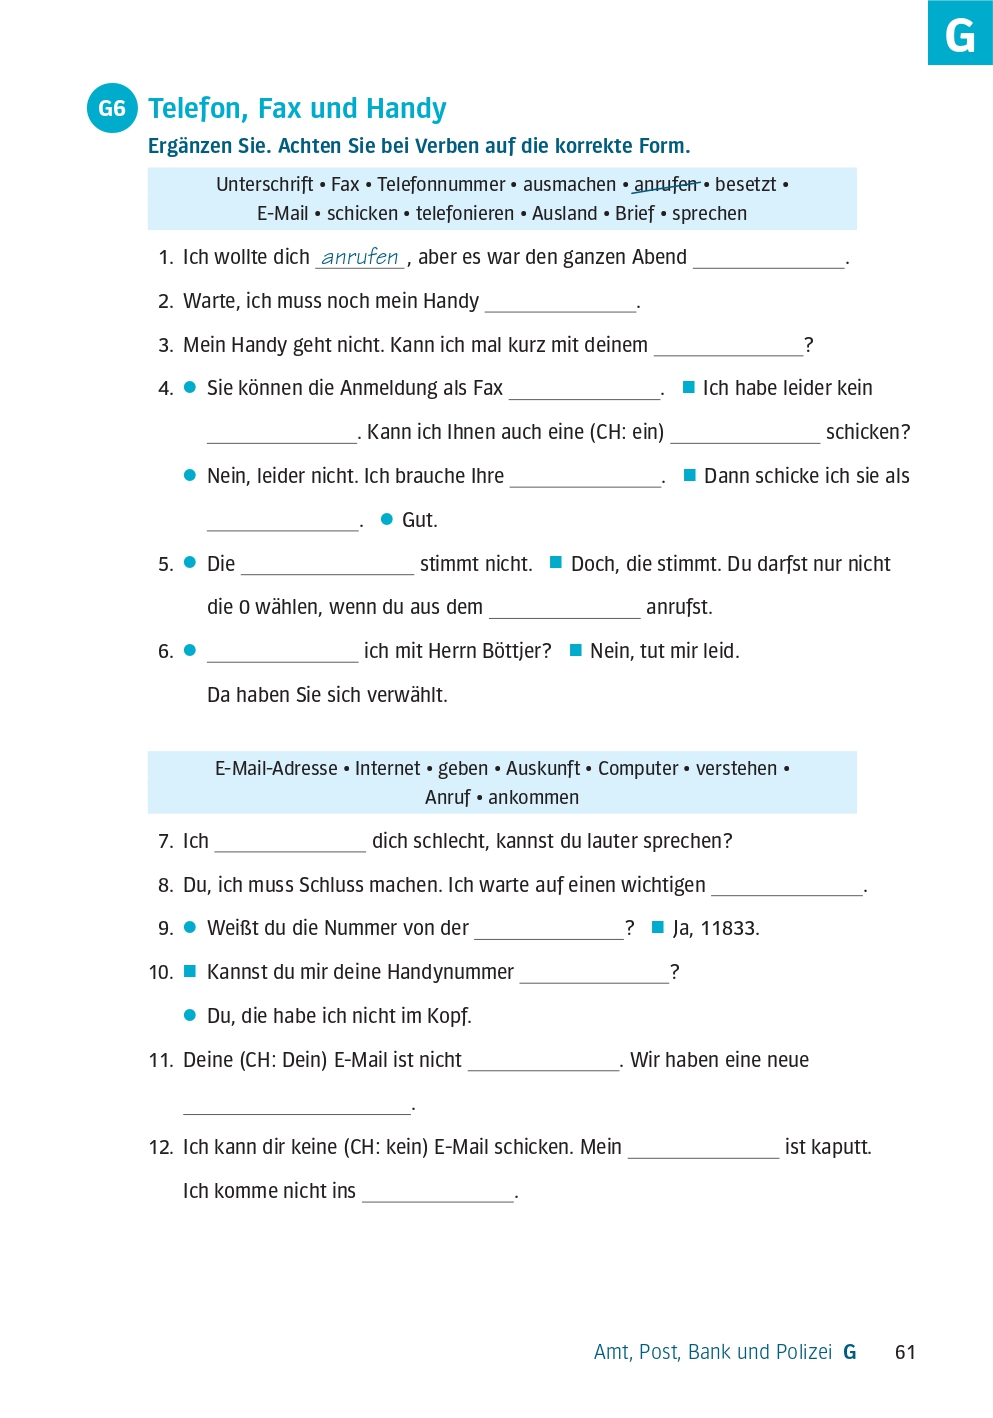 G
G6 Telefon, Fax und Handy
Ergänzen Sie. Achten Sie bei Verben auf die korrekte Form.
Unterschrift • Fax • Telefonnummer • ausmachen • anrufen • besetzt •
E-Mail • schicken • telefonieren • Ausland • Brief • sprechen
1. Ich wollte dich anrufen, aber es war den ganzen Abend ______________.
2. Warte, ich muss noch mein Handy ______________.
3. Mein Handy geht nicht. Kann ich mal kurz mit deinem ______________?
4. ● Sie können die Anmeldung als Fax ______________. ■ Ich habe leider kein
______________. Kann ich Ihnen auch eine (CH: ein) ______________ schicken?
● Nein, leider nicht. Ich brauche Ihre ______________. ■ Dann schicke ich sie als
______________. ● Gut.
5. ● Die ________________ stimmt nicht. ■ Doch, die stimmt. Du darfst nur nicht
die 0 wählen, wenn du aus dem ______________ anrufst.
6. ● ______________ ich mit Herrn Böttjer? ■ Nein, tut mir leid.
Da haben Sie sich verwählt.
E-Mail-Adresse • Internet • geben • Auskunft • Computer • verstehen •
Anruf • ankommen
7. Ich ______________ dich schlecht, kannst du lauter sprechen?
8. Du, ich muss Schluss machen. Ich warte auf einen wichtigen ______________.
9. ● Weißt du die Nummer von der ______________? ■ Ja, 11833.
10. ■ Kannst du mir deine Handynummer ______________?
● Du, die habe ich nicht im Kopf.
11. Deine (CH: Dein) E-Mail ist nicht ______________. Wir haben eine neue
_____________________.
12. Ich kann dir keine (CH: kein) E-Mail schicken. Mein ______________ ist kaputt.
Ich komme nicht ins ______________.
Amt, Post, Bank und Polizei G 61